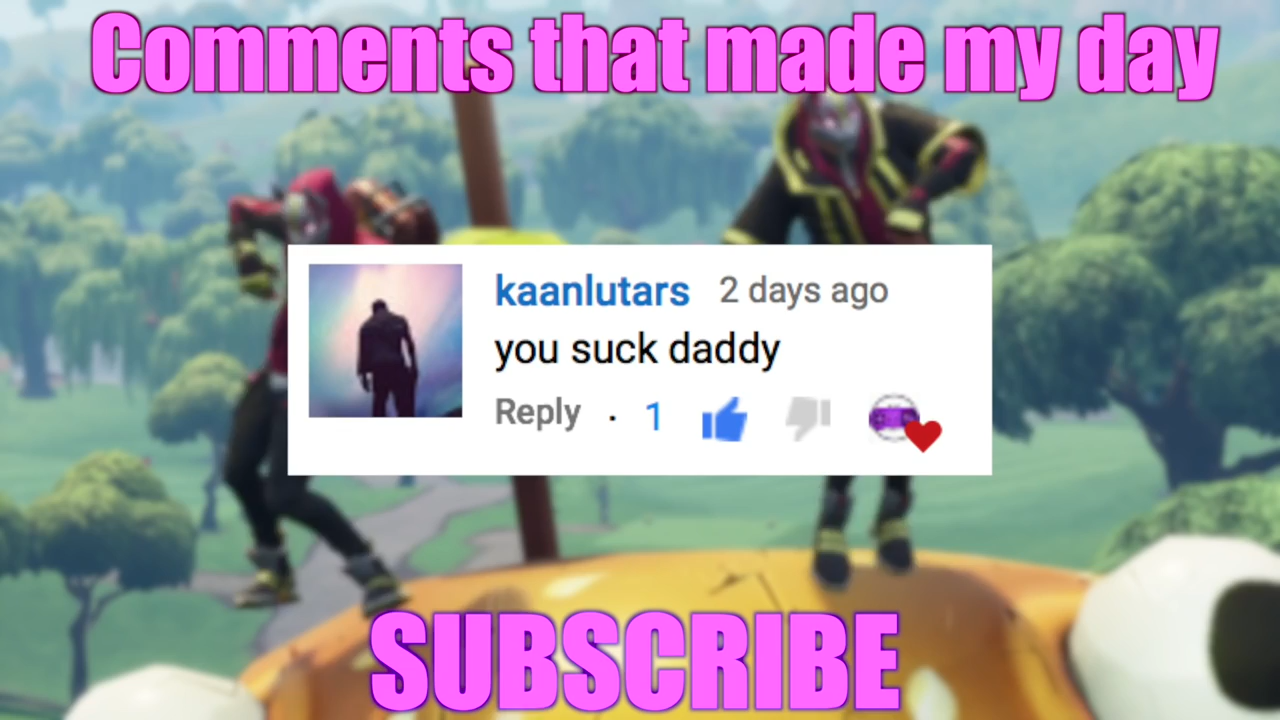 Comments that made my day
kaanlutars 2 days ago
you suck daddy
Reply · 1
SUBSCRIBE